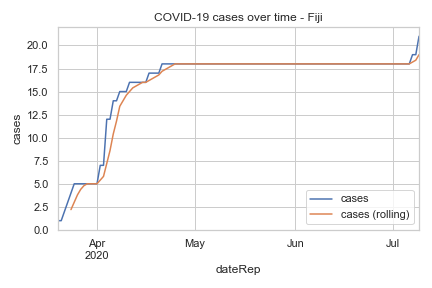 COVID-19 cases over time - Fiji
cases
20.0
17.5
15.0
12.5
10.0
7.5
5.0
2.5
0.0
Apr
2020
May
Jun
Jul
dateRep
cases
cases (rolling)